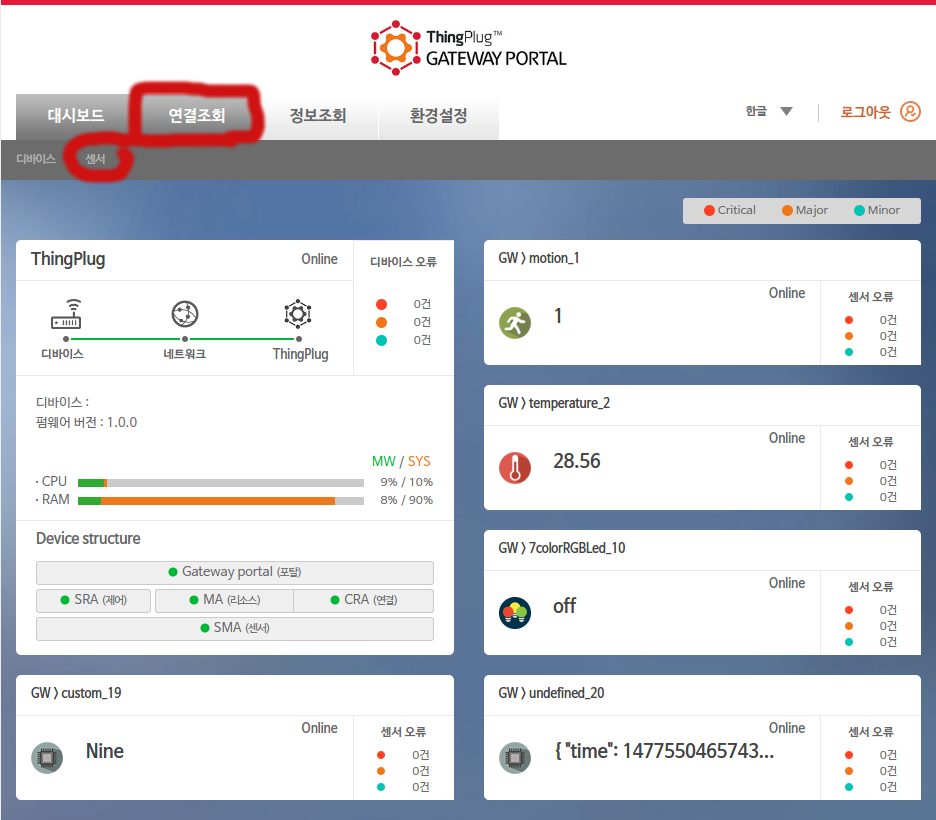 ThingPlug™
GATEWAY PORTAL
대시보드 연결조회 정보조회 환경설정
한글 로그아웃
디바이스 센서
Critical Major Minor
ThingPlug Online
디바이스 오류
0건
0건
0건
디바이스 네트워크 ThingPlug
디바이스 :
펌웨어 버전 : 1.0.0
MW / SYS
· CPU 9% / 10%
· RAM 8% / 90%
Device structure
Gateway portal (포탈)
SRA (제어) MA (리소스) CRA (연결)
SMA (센서)
GW > motion_1
Online
1
센서 오류
0건
0건
0건
GW > temperature_2
Online
28.56
센서 오류
0건
0건
0건
GW > 7colorRGBLed_10
Online
off
센서 오류
0건
0건
0건
GW > custom_19
Online
Nine
센서 오류
0건
0건
0건
GW > undefined_20
Online
{ "time": 1477550465743...
센서 오류
0건
0건
0건